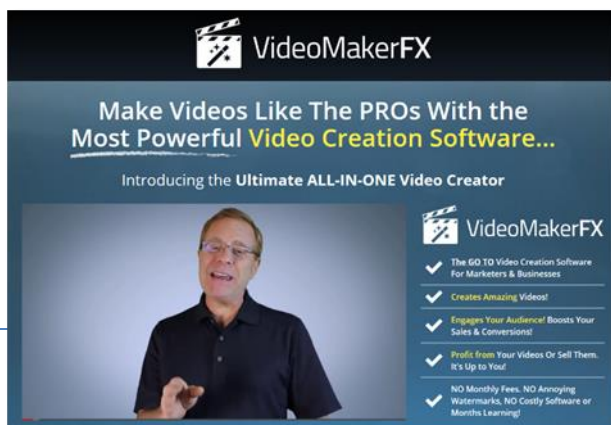 VideoMakerFX
Make Videos Like The PROs With the
Most Powerful Video Creation Software...
Introducing the Ultimate ALL-IN-ONE Video Creator
VideoMakerFX
The GO TO Video Creation Software
For Marketers & Businesses
Creates Amazing Videos!
Engages Your Audience! Boosts Your
Sales & Conversions!
Profit from Your Videos Or Sell Them.
It's Up to You!
NO Monthly Fees. NO Annoying
Watermarks, NO Costly Software or
Months Learning!